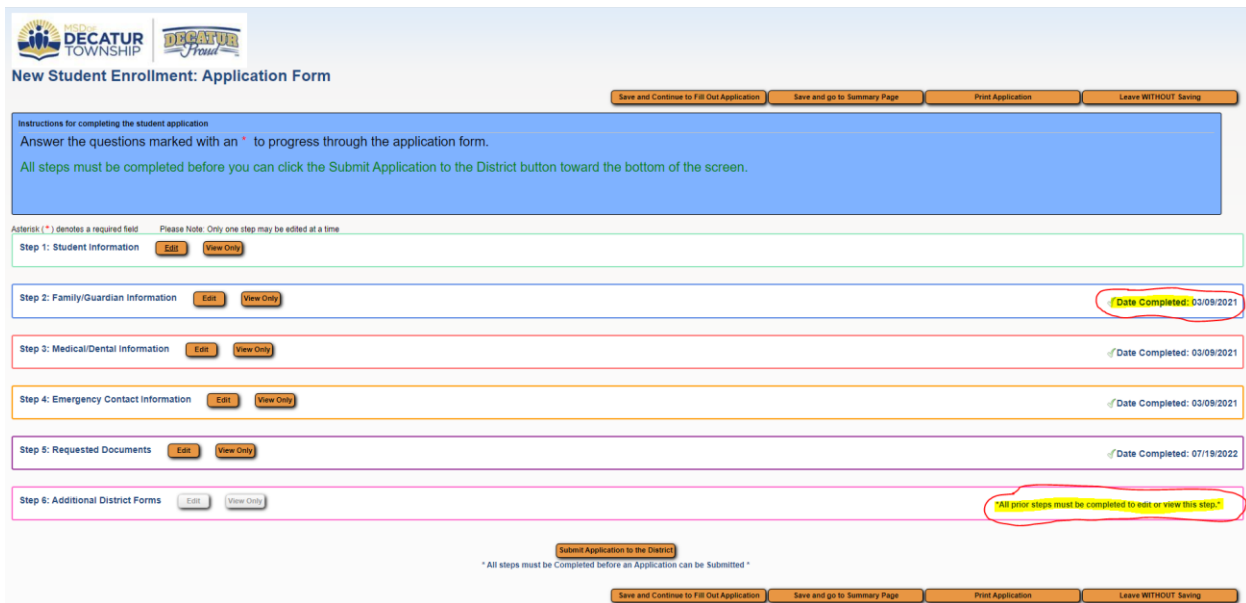 MSD of
DECATUR
TOWNSHIP
DECATUR
Proud
New Student Enrollment: Application Form
Save and Continue to Fill Out Application Save and go to Summary Page Print Application Leave WITHOUT Saving
Instructions for completing the student application
Answer the questions marked with an * to progress through the application form.
All steps must be completed before you can click the Submit Application to the District button toward the bottom of the screen.
Asterisk (*) denotes a required field Please Note: Only one step may be edited at a time
Step 1: Student Information Edit View Only
Step 2: Family/Guardian Information Edit View Only Date Completed: 03/09/2021
Step 3: Medical/Dental Information Edit View Only Date Completed: 03/09/2021
Step 4: Emergency Contact Information Edit View Only Date Completed: 03/09/2021
Step 5: Requested Documents Edit View Only Date Completed: 07/19/2022
Step 6: Additional District Forms Edit View Only "All prior steps must be completed to edit or view this step."
Submit Application to the District
* All steps must be Completed before an Application can be Submitted *
Save and Continue to Fill Out Application Save and go to Summary Page Print Application Leave WITHOUT Saving